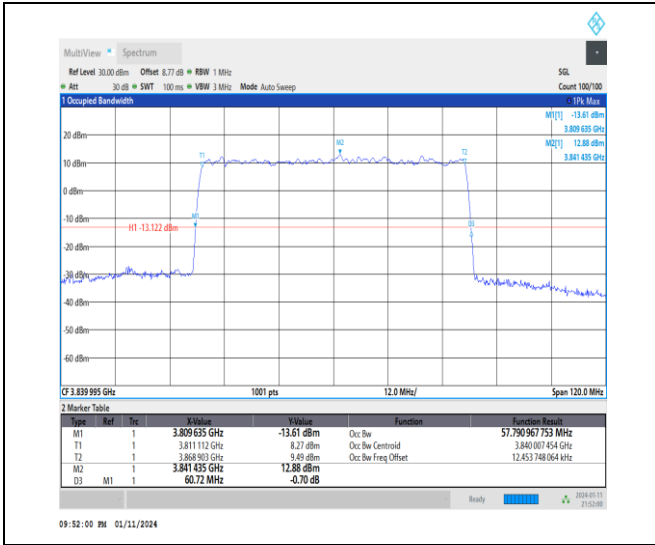 MultiView Spectrum
Ref Level 30.00 dBm Offset 8.77 dB RBW 1 MHz SGL
Att 30 dB SWT 100 ms VBW 3 MHz Mode Auto Sweep Count 100/100
1 Occupied Bandwidth 1Pk Max
M1[1] -13.61 dBm
3.809 635 GHz
M2[1] 12.88 dBm
3.841 435 GHz
20 dBm
M2
T1
T2
10 dBm
0 dBm
-10 dBm
M1
H1 -13.122 dBm
D3
-30 dBm
-40 dBm
-50 dBm
-60 dBm
CF 3.839 995 GHz 1001 pts 12.0 MHz/ Span 120.0 MHz
2 Marker Table
Type Ref Trc X-Value Y-Value Function Function Result
M1 1 3.809 635 GHz -13.61 dBm Occ Bw 57.790 967 753 MHz
T1 1 3.811 112 GHz 8.27 dBm Occ Bw Centroid 3.840 007 454 GHz
T2 1 3.868 903 GHz 9.49 dBm Occ Bw Freq Offset 12.453 748 064 kHz
M2 1 3.841 435 GHz 12.88 dBm
D3 M1 1 60.72 MHz -0.70 dB
Ready 2024-01-11
21:52:00
09:52:00 PM 01/11/2024